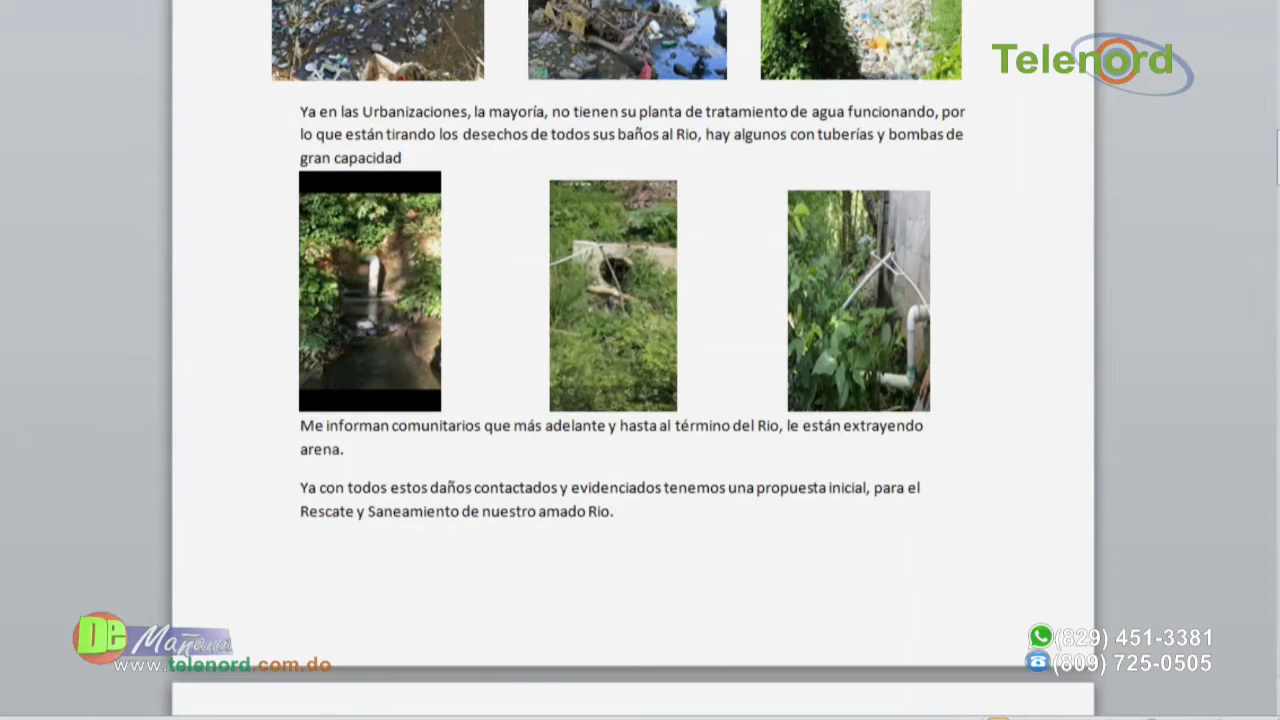 Telenord
Ya en las Urbanizaciones, la mayoría, no tienen su planta de tratamiento de agua funcionando, por
lo que están tirando los desechos de todos sus baños al Rio, hay algunos con tuberías y bombas de
gran capacidad
Me informan comunitarios que más adelante y hasta al término del Rio, le están extrayendo
arena.
Ya con todos estos daños contactados y evidenciados tenemos una propuesta inicial, para el
Rescate y Saneamiento de nuestro amado Rio.
De Mañana
www.telenord.com.do
(829) 451-3381
(809) 725-0505